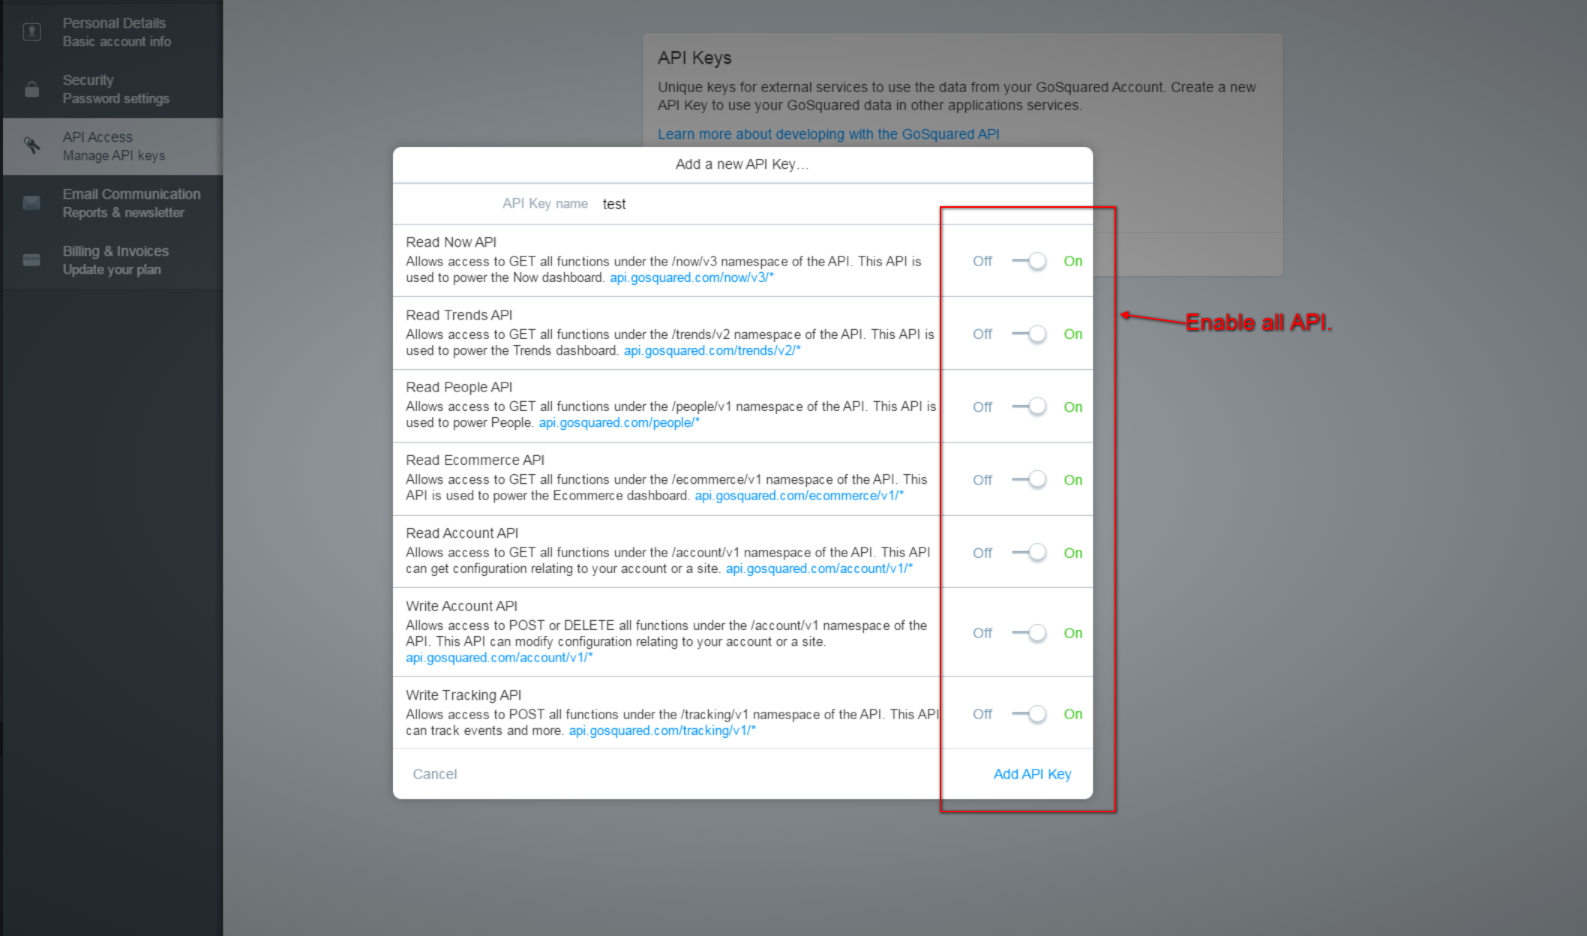 Personal Details
Basic account info
Security
Password settings
API Access
Manage API keys
Email Communication
Reports & newsletter
Billing & Invoices
Update your plan
API Keys
Unique keys for external services to use the data from your GoSquared Account. Create a new
API Key to use your GoSquared data in other applications services.
Learn more about developing with the GoSquared API
Add a new API Key...
API Key name test
Read Now API
Allows access to GET all functions under the /now/v3 namespace of the API. This API is
used to power the Now dashboard. api.gosquared.com/now/v3/*
Off On
Read Trends API
Allows access to GET all functions under the /trends/v2 namespace of the API. This API is
used to power the Trends dashboard. api.gosquared.com/trends/v2/*
Off On
Enable all API.
Read People API
Allows access to GET all functions under the /people/v1 namespace of the API. This API is
used to power People. api.gosquared.com/people/*
Off On
Read Ecommerce API
Allows access to GET all functions under the /ecommerce/v1 namespace of the API. This
API is used to power the Ecommerce dashboard. api.gosquared.com/ecommerce/v1/*
Off On
Read Account API
Allows access to GET all functions under the /account/v1 namespace of the API. This API
can get configuration relating to your account or a site. api.gosquared.com/account/v1/*
Off On
Write Account API
Allows access to POST or DELETE all functions under the /account/v1 namespace of the
API. This API can modify configuration relating to your account or a site.
api.gosquared.com/account/v1/*
Off On
Write Tracking API
Allows access to POST all functions under the /tracking/v1 namespace of the API. This API
can track events and more. api.gosquared.com/tracking/v1/*
Off On
Cancel
Add API Key